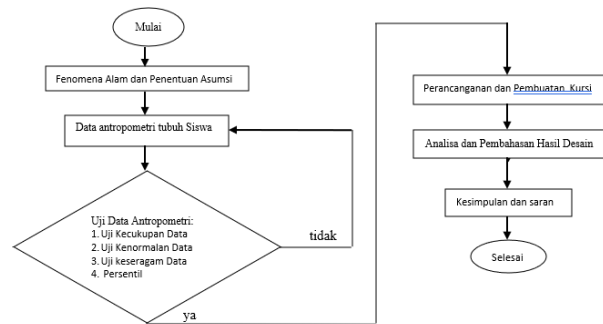 Mulai
Fenomena Alam dan Penentuan Asumsi
Data antropometri tubuh Siswa
Uji Data Antropometri:
1. Uji Kecukupan Data
2. Uji Kenormalan Data
3. Uji keseragam Data
4. Persentil
tidak
ya
Perancanganan dan Pembuatan Kursi
Analisa dan Pembahasan Hasil Desain
Kesimpulan dan saran
Selesai